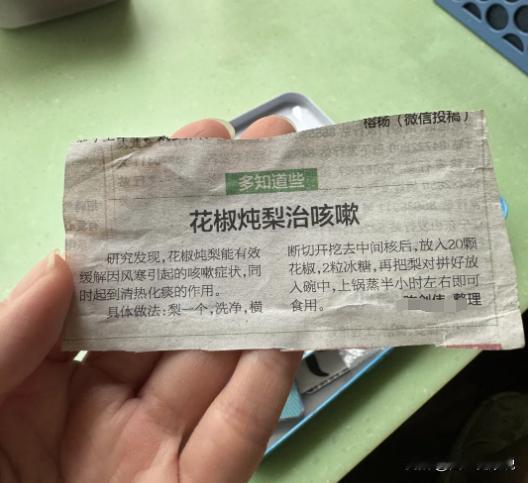 榕杨（微信投稿）
多知道些
花椒炖梨治咳嗽
研究发现，花椒炖梨能有效
缓解因风寒引起的咳嗽症状，同
时起到清热化痰的作用。
具体做法：梨一个，洗净，横
断切开挖去中间核后，放入20颗
花椒，2粒冰糖，再把梨对拼好放
入碗中，上锅蒸半小时左右即可
食用。
整理